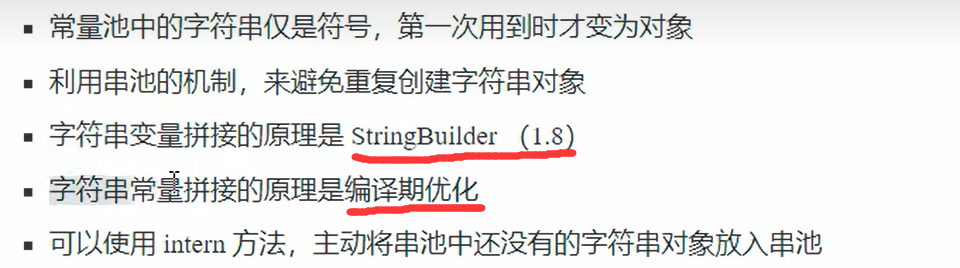 常量池中的字符串仅是符号，第一次用到时才变为对象
利用串池的机制，来避免重复创建字符串对象
字符串变量拼接的原理是 StringBuilder （1.8）
字符串常量拼接的原理是编译期优化
可以使用 intern 方法，主动将串池中还没有的字符串对象放入串池